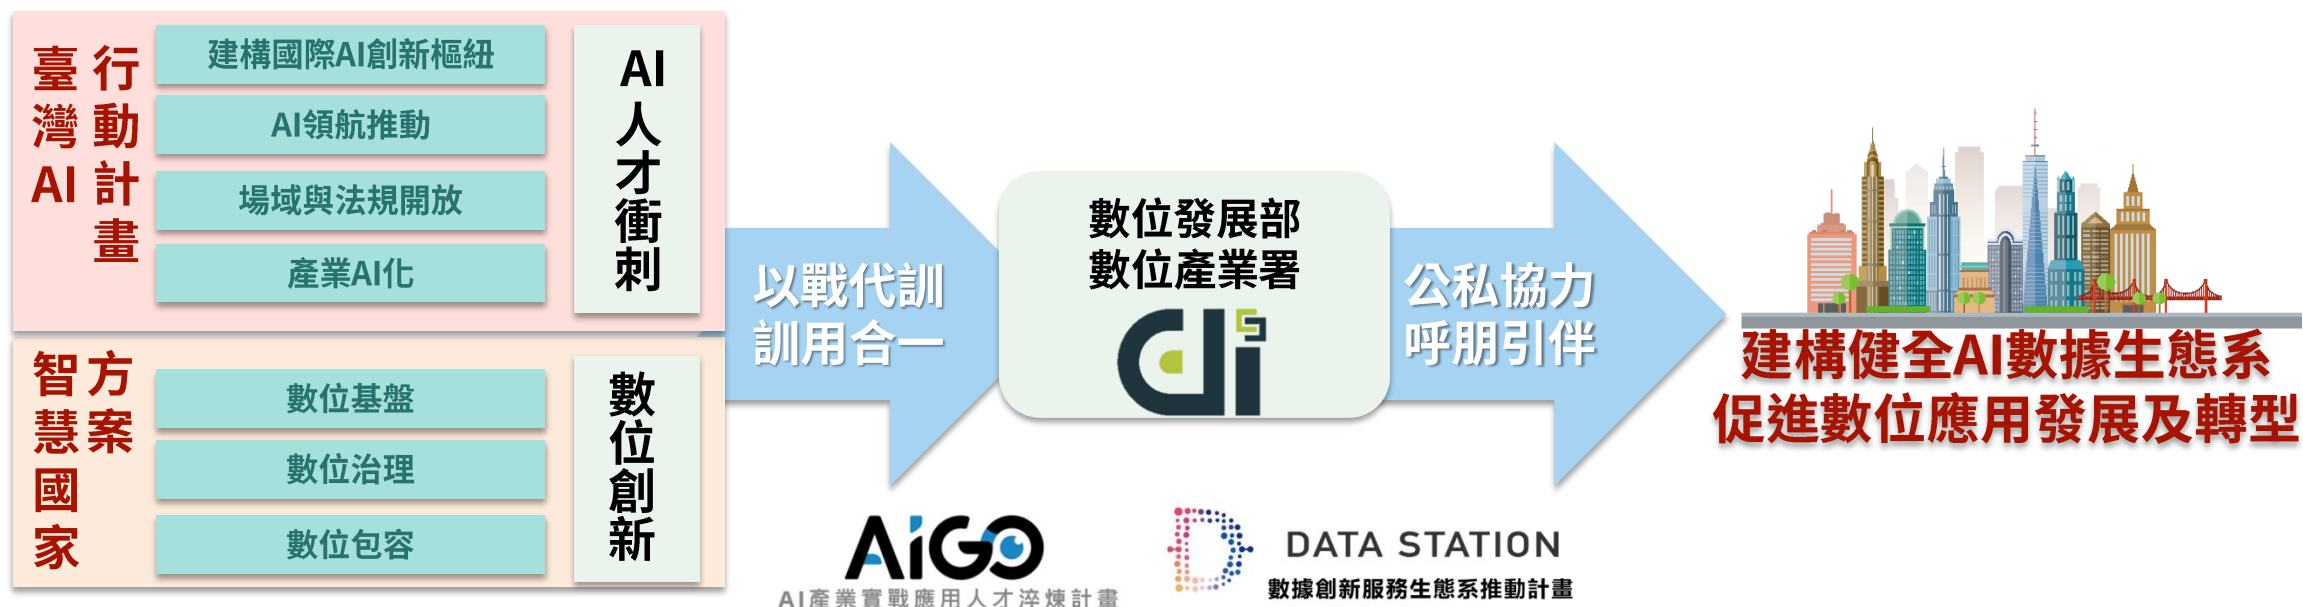 臺灣AI
行動計畫
建構國際AI創新樞紐
AI領航推動
場域與法規開放
產業AI化
AI人才衝刺
智慧國家
方案
數位基盤
數位治理
數位包容
數位創新
以戰代訓
訓用合一
數位發展部
數位產業署
公私協力
呼朋引伴
建構健全AI數據生態系
促進數位應用發展及轉型
AiGO
AI產業實戰應用人才淬煉計畫
DATA STATION
數據創新服務生態系推動計畫